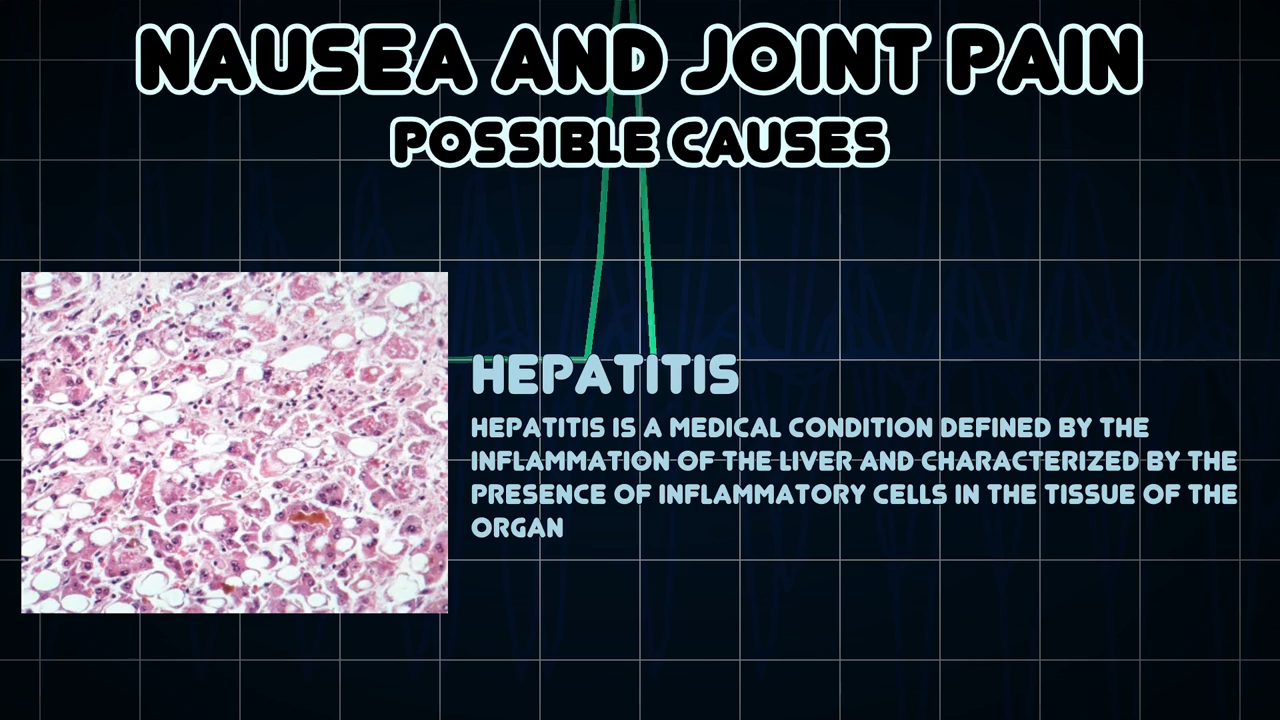 NAUSEA AND JOINT PAIN
POSSIBLE CAUSES
HEPATITIS
HEPATITIS IS A MEDICAL CONDITION DEFINED BY THE
INFLAMMATION OF THE LIVER AND CHARACTERIZED BY THE
PRESENCE OF INFLAMMATORY CELLS IN THE TISSUE OF THE
ORGAN